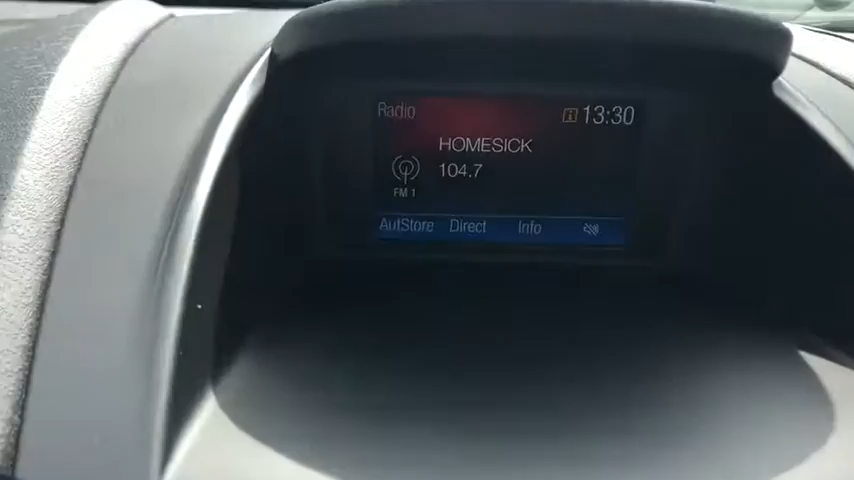 Radio
i 13:30
HOMESICK
104.7
FM 1
AutStore Direct Info